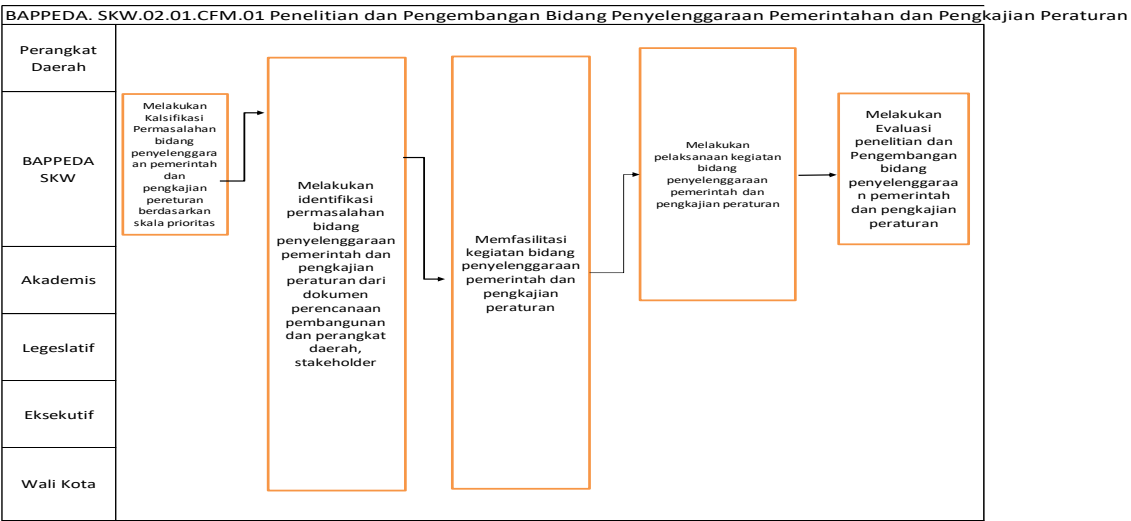 BAPPEDA. SKW.02.01.CFM.01 Penelitian dan Pengembangan Bidang Penyelenggaraan Pemerintahan dan Pengkajian Peraturan
Perangkat
Daerah
BAPPEDA
SKW
Akademis
Legeslatif
Eksekutif
Wali Kota
Melakukan
Kalsifikasi
Permasalahan
bidang
penyelenggara
an pemerintah
dan
pengkajian
pereturan
berdasarkan
skala prioritas
Melakukan
identifikasi
permasalahan
bidang
penyelenggaraan
pemerintah dan
pengkajian
peraturan dari
dokumen
perencanaan
pembangunan
dan perangkat
daerah,
stakeholder
Memfasilitasi
kegiatan bidang
penyelenggaraan
pemerintah dan
pengkajian
peraturan
Melakukan
pelaksanaan kegiatan
bidang
penyelenggaraan
pemerintah dan
pengkajian peraturan
Melakukan
Evaluasi
penelitian dan
Pengembangan
bidang
penyelenggaraa
n pemerintah
dan pengkajian
peraturan